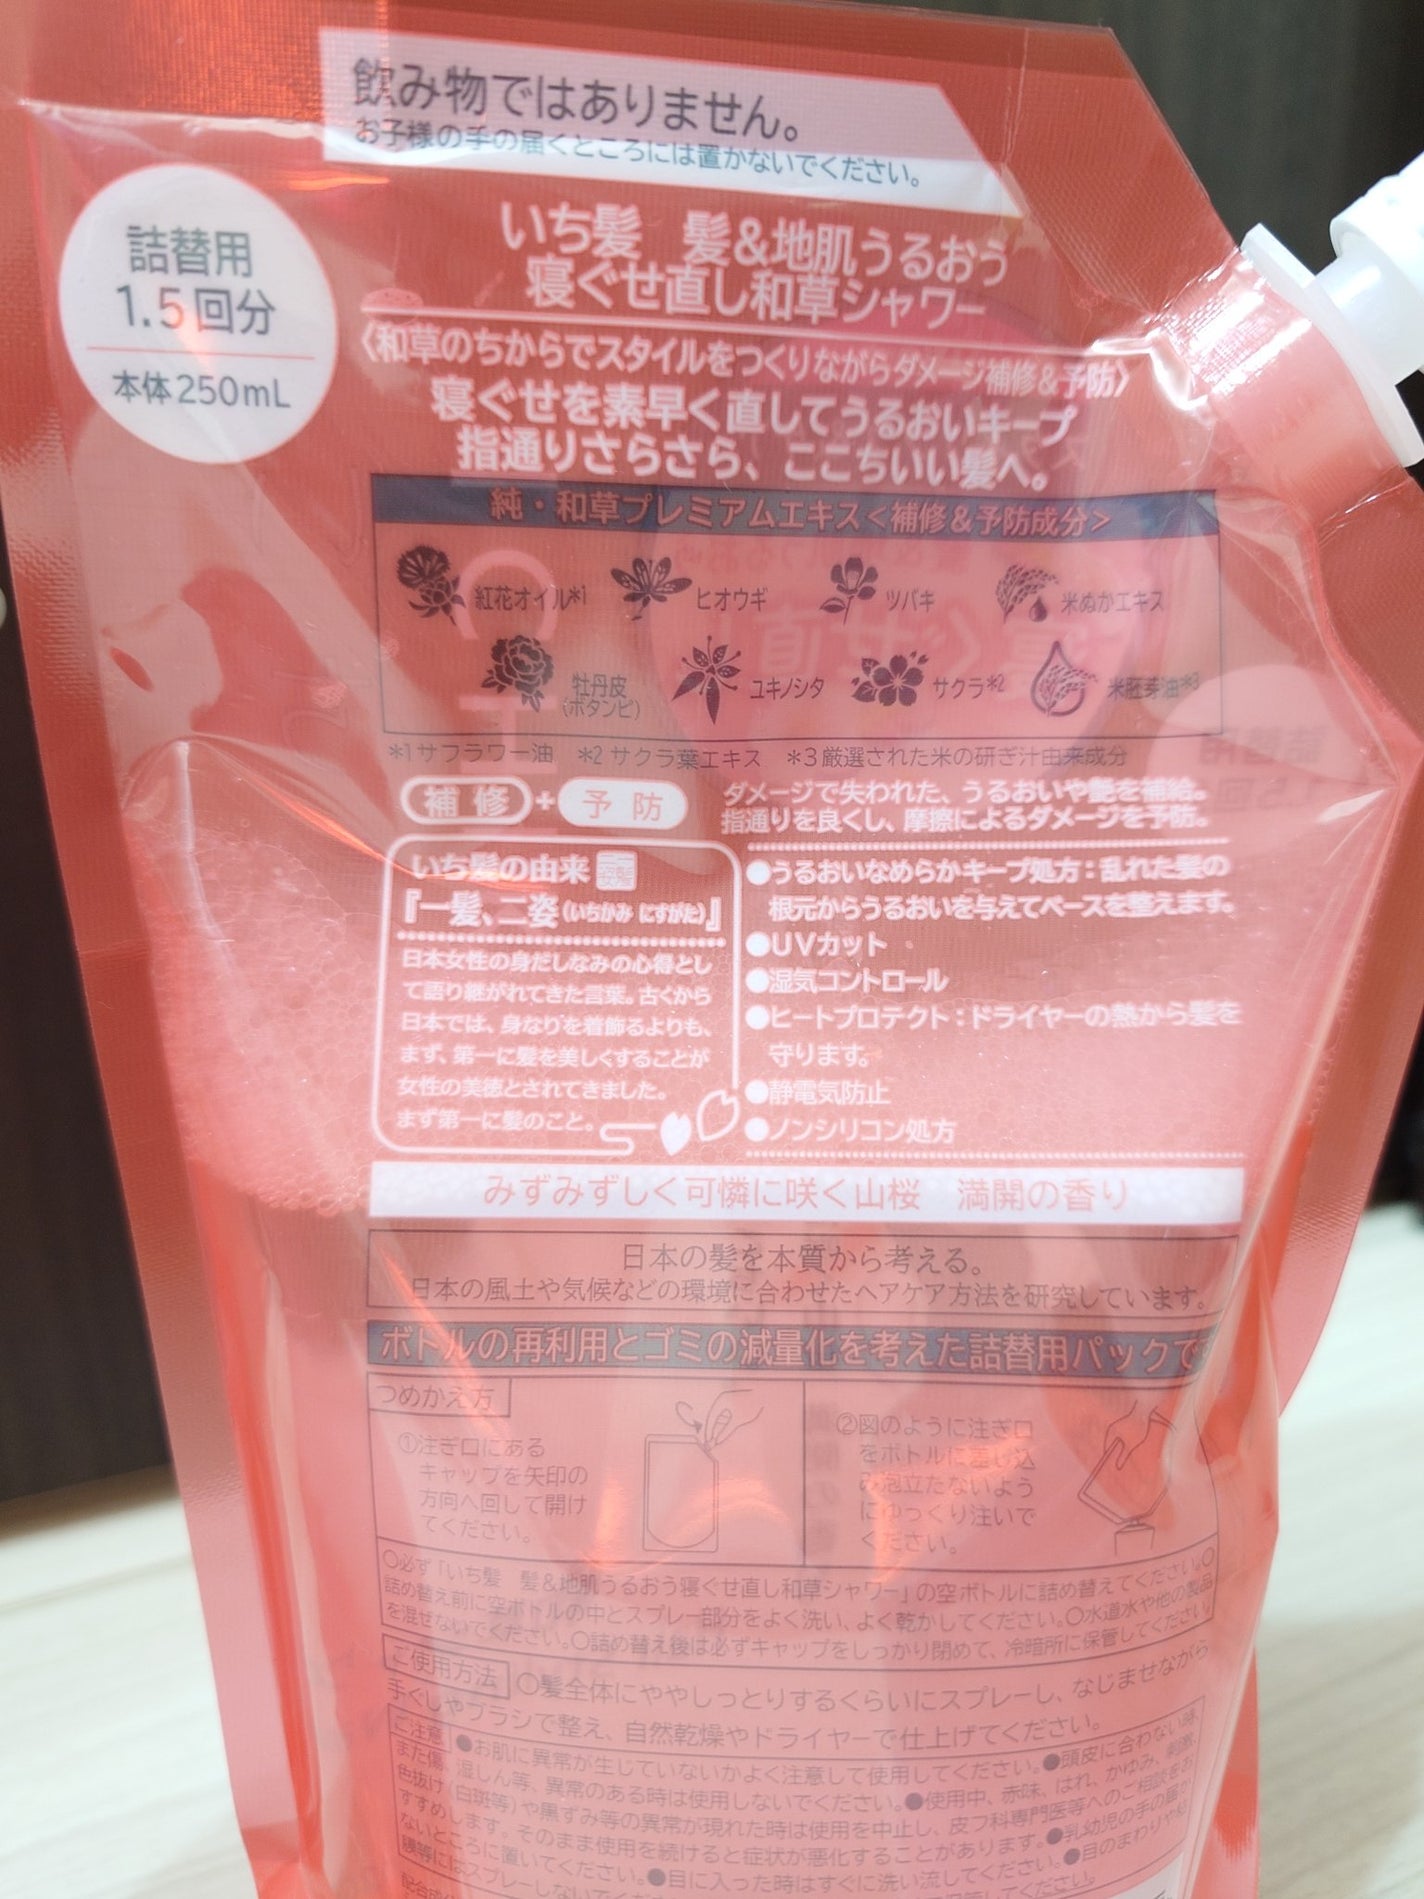 飲み物ではありません。
お子様の手の届くところには置かないでください。
詰替用
1.5回分
本体250mL
いち髪 髪&地肌うるおう
寝ぐせ直し和草シャワー
〈和草のちからでスタイルをつくりながらダメージ補修&予防〉
寝ぐせを素早く直してうるおいキープ
指通りさらさら、ここちいい髪へ。
純・和草プレミアムエキス<補修&予防成分>
紅花オイル*1 ヒオウギ ツバキ 米ぬかエキス
牡丹皮 ユキノシタ サクラ*2 米胚芽油*3
(ボタンピ)
*1サフラワー油 *2 サクラ葉エキス *3厳選された米の研ぎ汁由来成分
補修+予防
ダメージで失われた、うるおいや艶を補給。
指通りを良くし、摩擦によるダメージを予防。
いち髪の由来
『一髪、二姿(いちかみ にすがた)』
日本女性の身だしなみの心得とし
て語り継がれてきた言葉。古くから
日本では、身なりを着飾るよりも、
まず、第一に髪を美しくすることが
女性の美徳とされてきました。
まず第一に髪のこと。
●うるおいなめらかキープ処方:乱れた髪の
根元からうるおいを与えてベースを整えます。
●UVカット
●湿気コントロール
●ヒートプロテクト:ドライヤーの熱から髪を
守ります。
●静電気防止
●ノンシリコン処方
みずみずしく可憐に咲く山桜 満開の香り
日本の髪を本質から考える。
日本の風土や気候などの環境に合わせたヘアケア方法を研究しています。
ボトルの再利用とゴミの減量化を考えた詰替用パックで
つめかえ方
①注ぎ口にある
キャップを矢印の
方向へ回して開け
てください。
②図のように注ぎ口
をボトルに差し込
み泡立たないよう
にゆっくり注いで
ください。
○必ず「いち髪 髪&地肌うるおう寝ぐせ直し和草シャワー」の空ボトルに詰め替えてください。○
詰め替え前に空ボトルの中とスプレー部分をよく洗い、よく乾かしてください。○水道水や他の製品
を混ぜないでください。○詰め替え後は必ずキャップをしっかり閉めて、冷暗所に保管してください。
ご使用方法 ○髪全体にややしっとりするくらいにスプレーし、なじませながら
手ぐしやブラシで整え、自然乾燥やドライヤーで仕上げてください。
ご注意 ●お肌に異常が生じていないかよく注意して使用してください。●頭皮に合わない時、
また傷、湿しん等、異常のある時は使用しないでください。●使用中、赤味、はれ、かゆみ、刺激、
色抜け(白斑等)や黒ずみ等の異常が現れた時は使用を中止し、皮フ科専門医等へのご相談をお
すすめします。そのまま使用を続けると症状が悪化することがあります。●乳幼児の手の届か
ないところに置いてください。●目に入った時はすぐに洗い流してください。●目のまわりや粘
膜等にはスプレーしないで